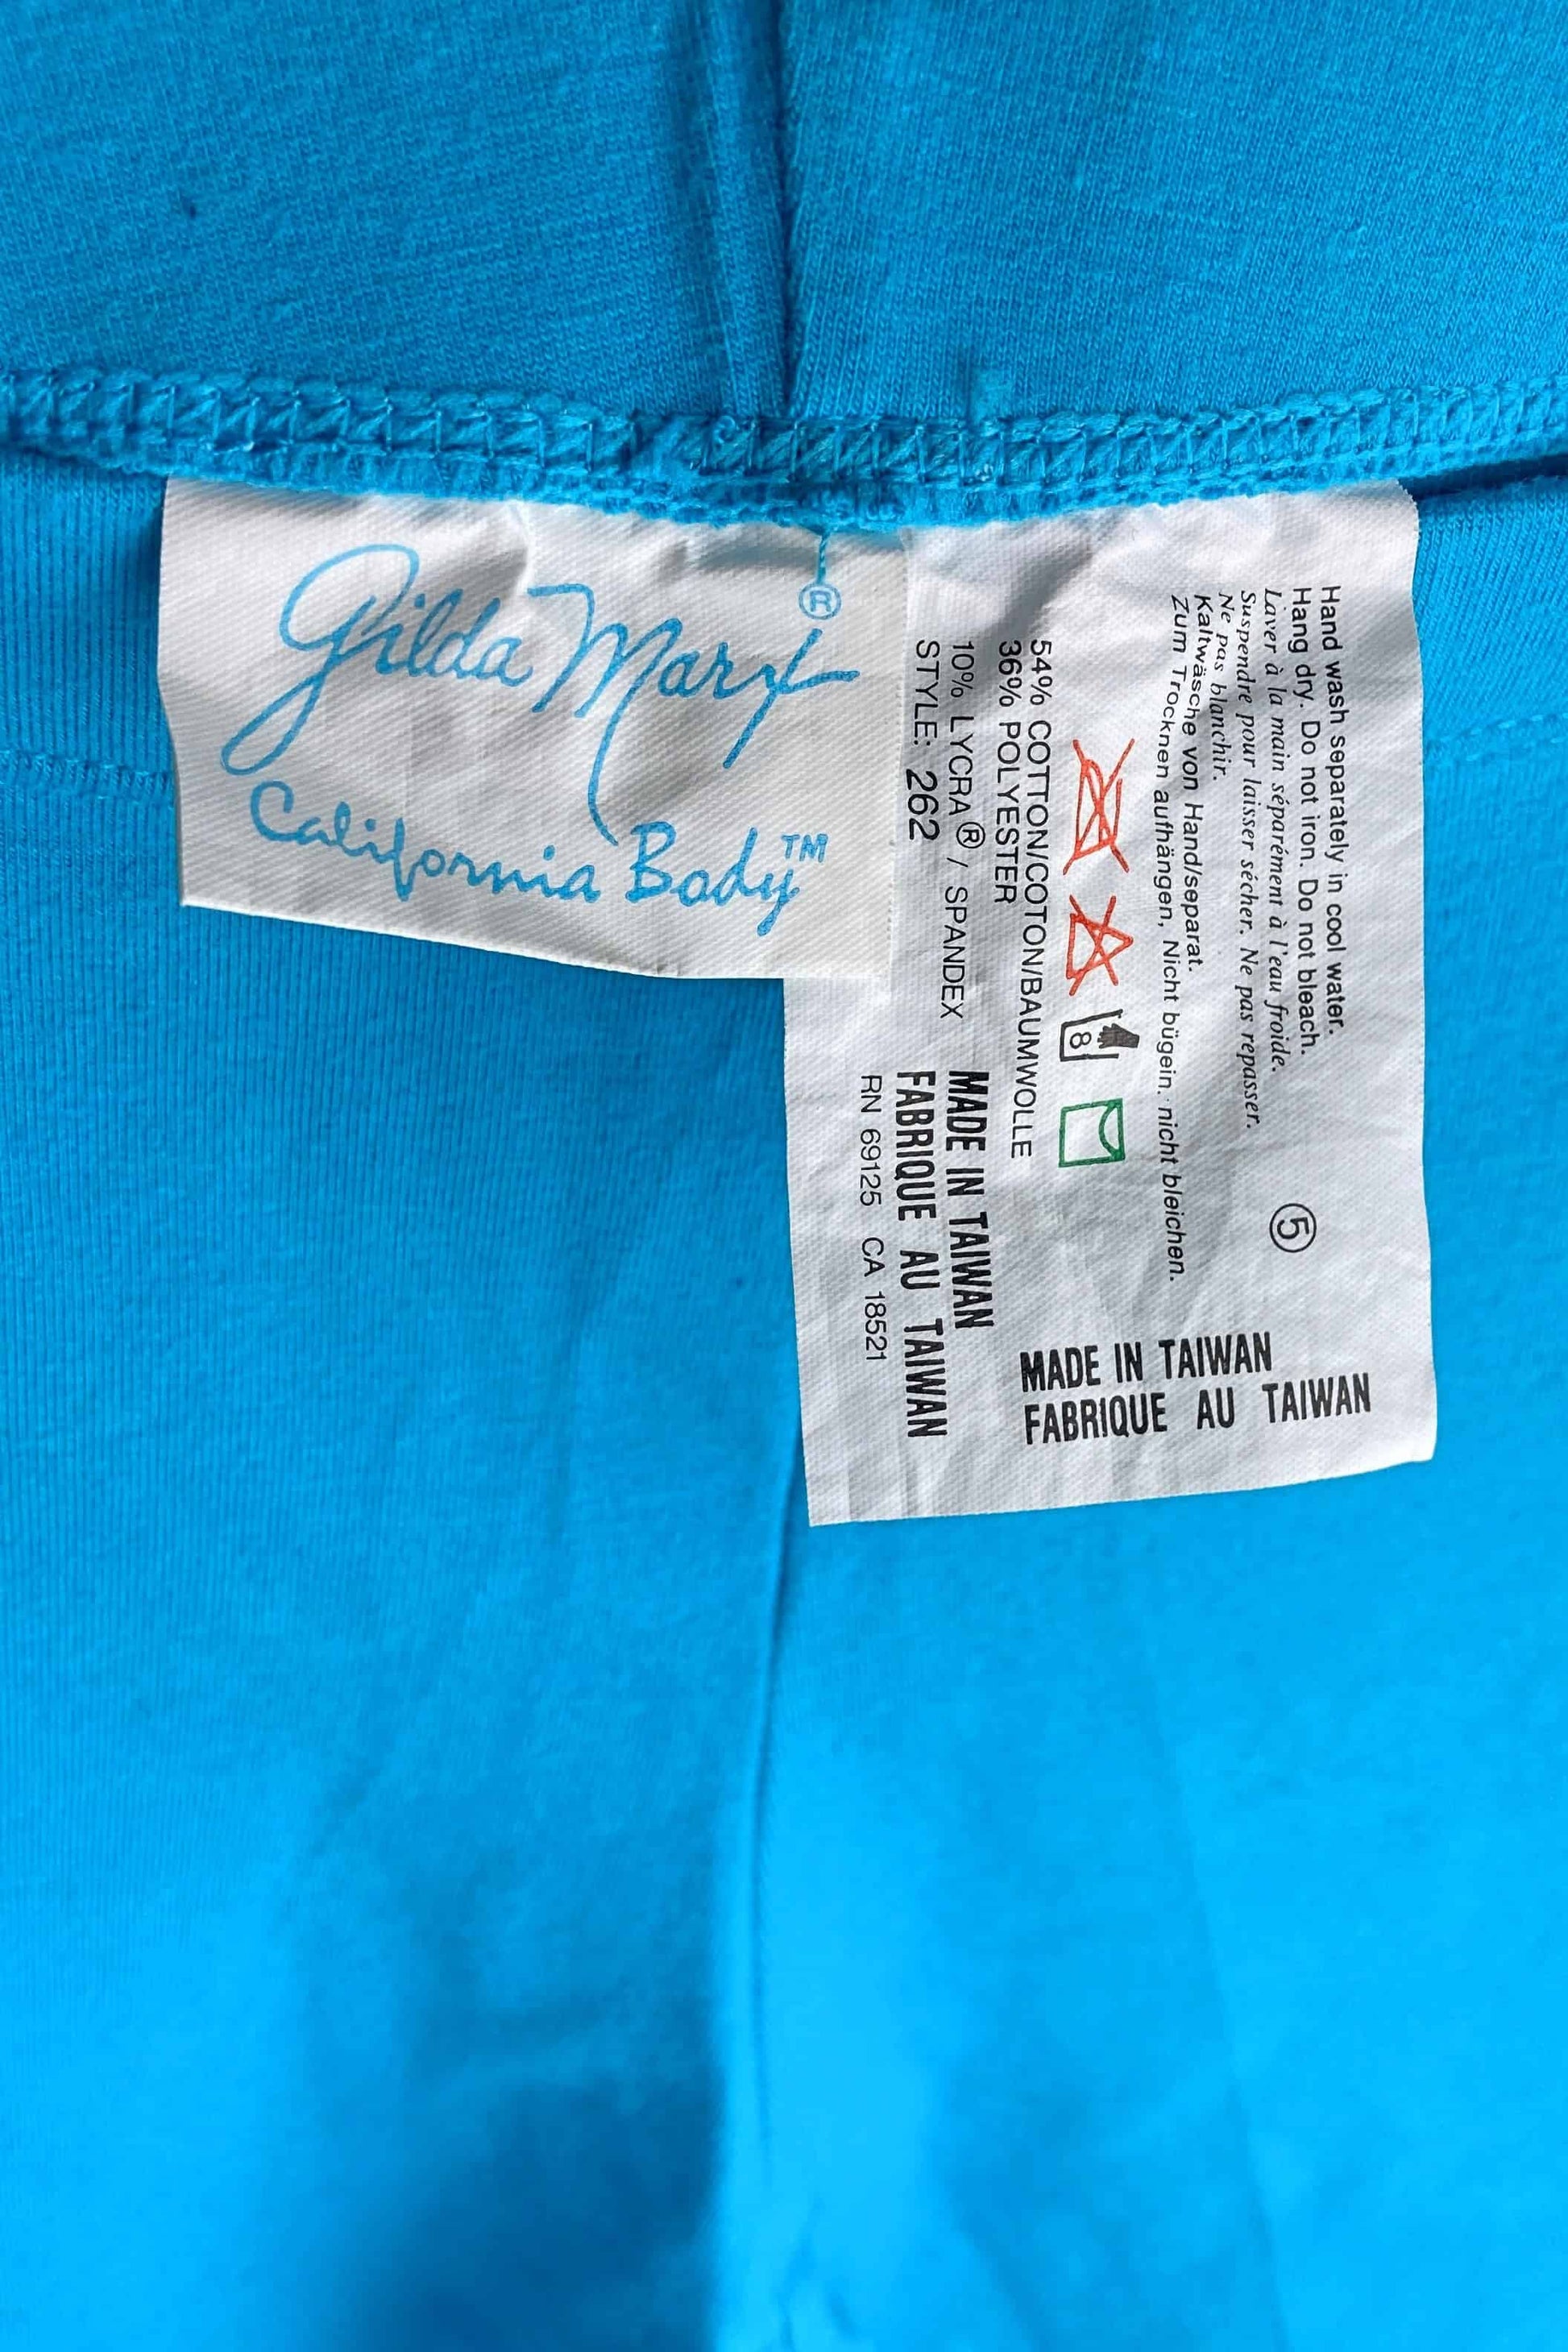 Gilda Marx®
California Body™
Hand wash separately in cool water.
Hang dry. Do not iron. Do not bleach.
Laver à la main séparément à l'eau froide.
Suspendre pour laisser sécher. Ne pas repasser.
Ne pas blanchir.
Kaltwäsche von Hand/separat.
Zum Trocknen aufhängen, Nicht bügein. nicht bleichen.
5
8
54% COTTON/COTON/BAUMWOLLE
36% POLYESTER
10% LYCRA® / SPANDEX
STYLE: 262
MADE IN TAIWAN
FABRIQUE AU TAIWAN
RN 69125 CA 18521
MADE IN TAIWAN
FABRIQUE AU TAIWAN